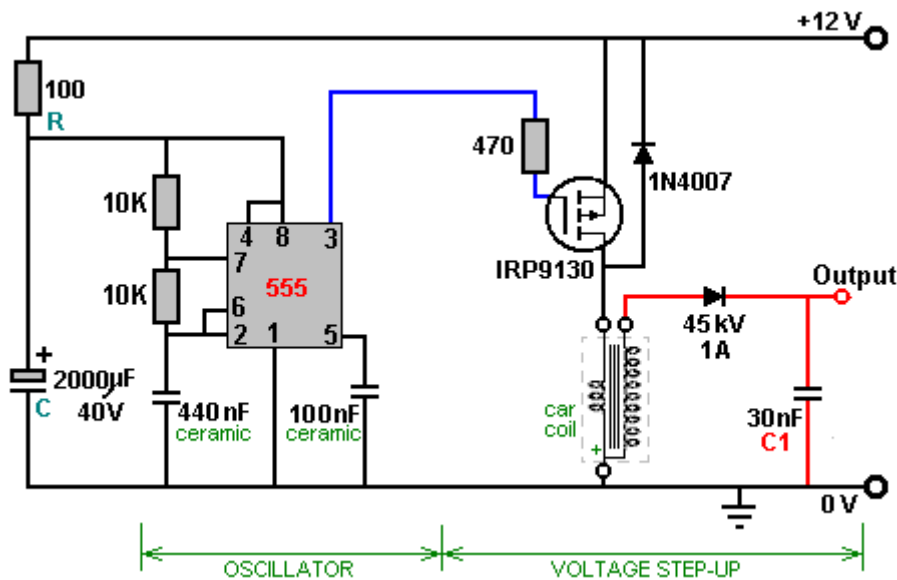 +12 V
100
R
470
1N4007
10K
4
8
3
7
555
IRP9130
10K
6
2
1
5
Output
45 kV
1A
+
2000µF
40V
C
440 nF
ceramic
100nF
ceramic
car
coil
+
30nF
C1
0 V
OSCILLATOR
VOLTAGE STEP-UP